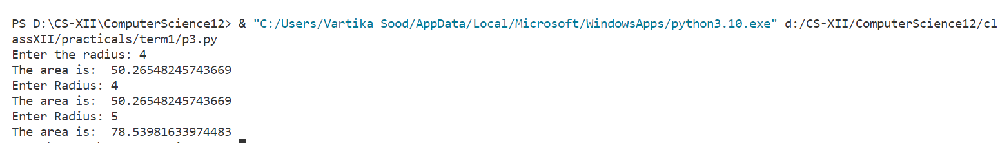 PS D:\CS-XII\ComputerScience12> & "C:/Users/Vartika Sood/AppData/Local/Microsoft/WindowsApps/python3.10.exe" d:/CS-XII/ComputerScience12/cl
assXII/practicals/term1/p3.py
Enter the radius: 4
The area is:  50.26548245743669
Enter Radius: 4
The area is:  50.26548245743669
Enter Radius: 5
The area is:  78.53981633974483